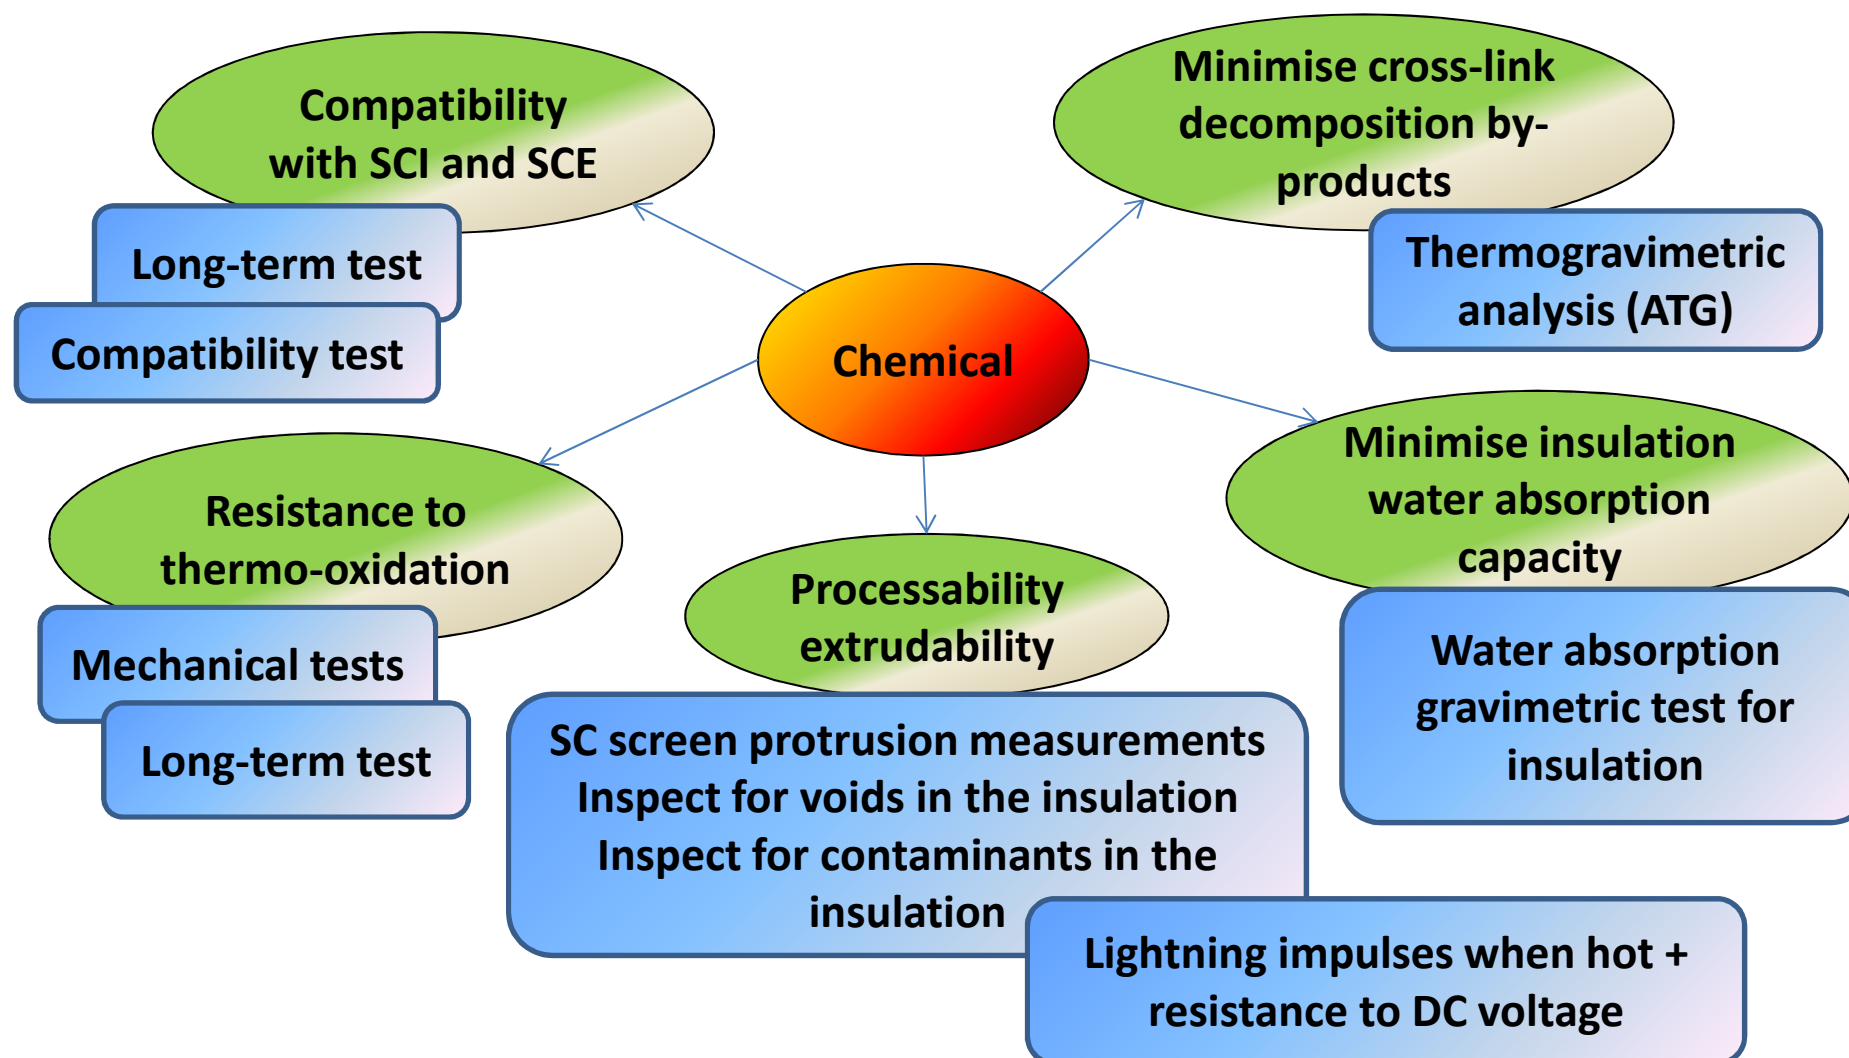 Compatibility
with SCI and SCE
Long-term test
Compatibility test
Minimise cross-link
decomposition by-
products
Thermogravimetric
analysis (ATG)
Chemical
Resistance to
thermo-oxidation
Mechanical tests
Long-term test
Processability
extrudability
SC screen protrusion measurements
Inspect for voids in the insulation
Inspect for contaminants in the
insulation
Lightning impulses when hot +
resistance to DC voltage
Minimise insulation
water absorption
capacity
Water absorption
gravimetric test for
insulation